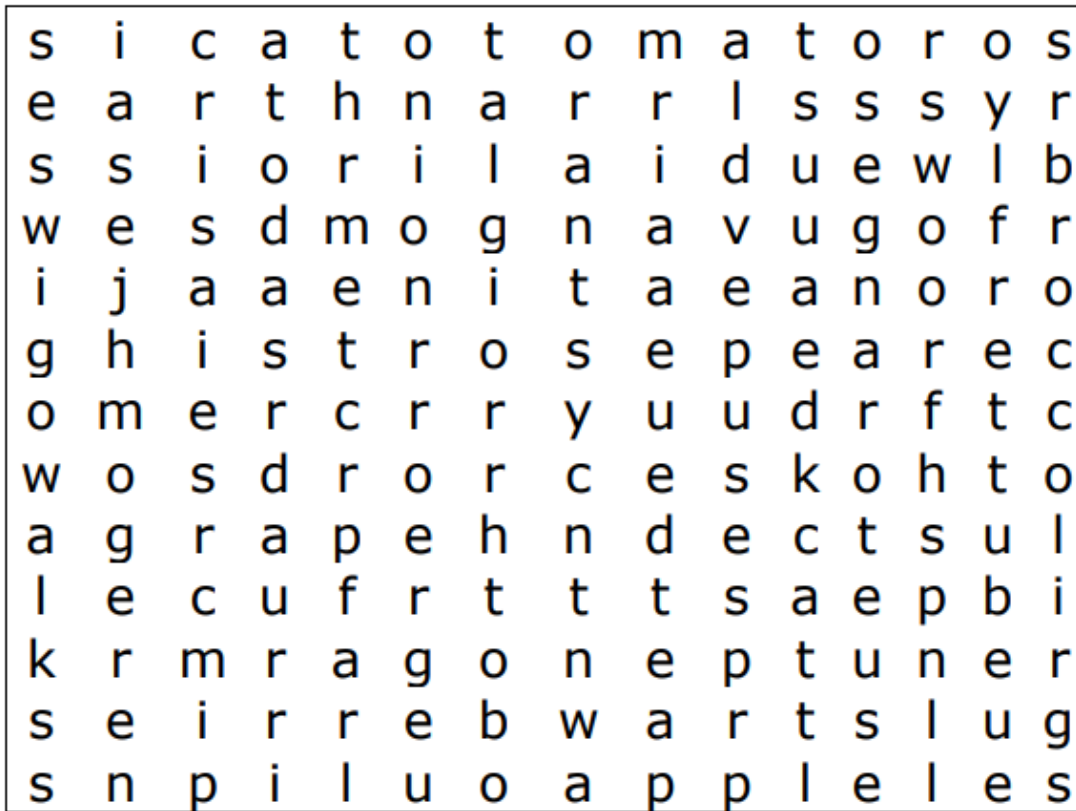 s i c a t o t o m a t o r o s
e a r t h n a r r l s s s y r
s s i o r i l a i d u e w l b
w e s d m o g n a v u g o f r
i j a a e n i t a e a n o r o
g h i s t r o s e p e a r e c
o m e r c r r y u u d r f t c
w o s d r o r c e s k o h t o
a g r a p e h n d e c t s u l
l e c u f r t t t s a e p b i
k r m r a g o n e p t u n e r
s e i r r e b w a r t s l u g
s n p i l u o a p p l e l e s